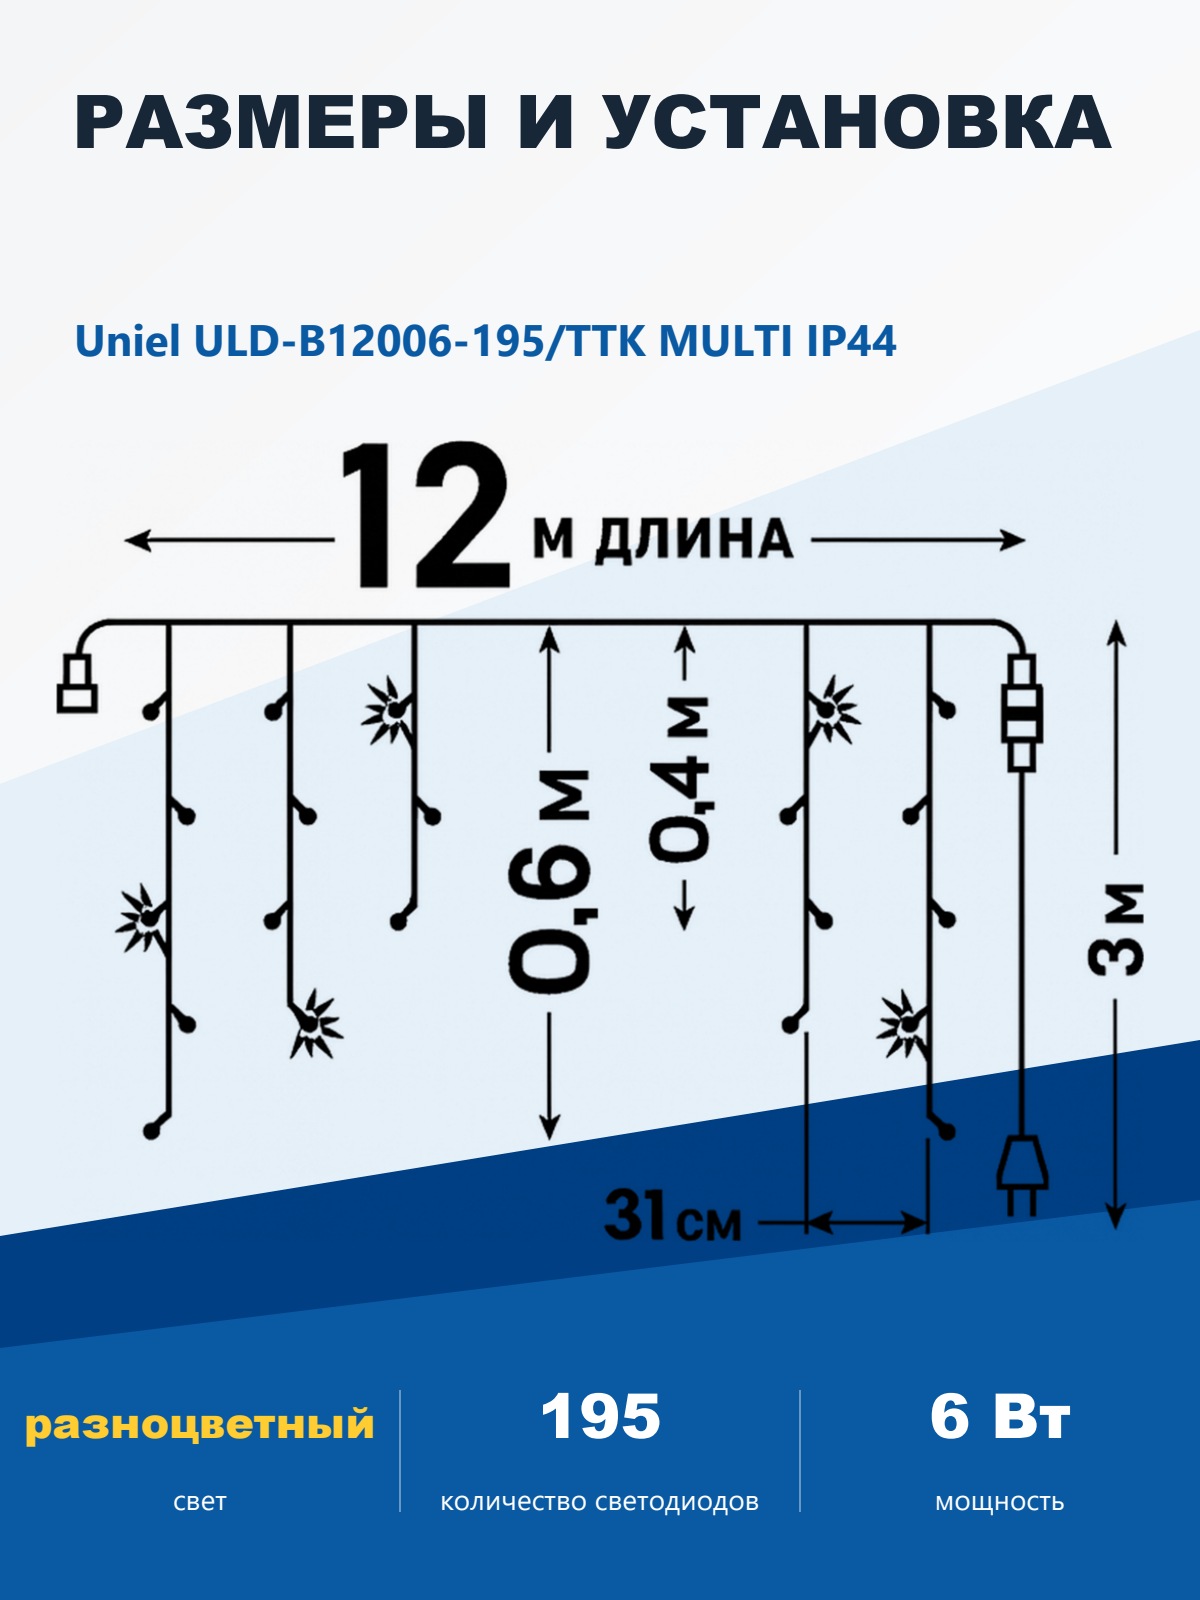 РАЗМЕРЫ И УСТАНОВКА
Uniel ULD-B12006-195/TTK MULTI IP44
12 М ДЛИНА
0,6 м
0,4 м
3 м
31 см
разноцветный
свет
195
количество светодиодов
6 Вт
мощность